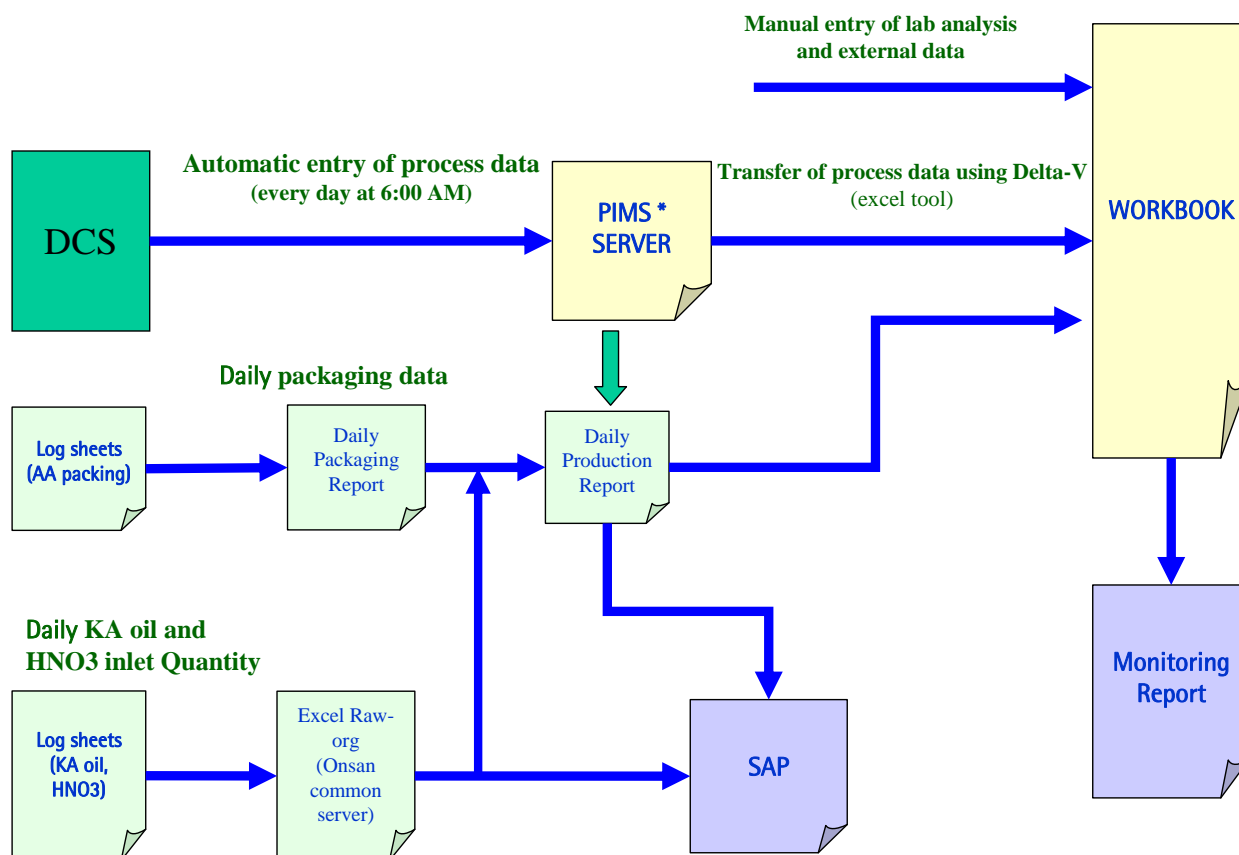 Manual entry of lab analysis
and external data
Automatic entry of process data
(every day at 6:00 AM)
Transfer of process data using Delta-V
(excel tool)
DCS
PIMS *
SERVER
WORKBOOK
Daily packaging data
Log sheets
(AA packing)
Daily
Packaging
Report
Daily
Production
Report
Daily KA oil and
HNO3 inlet Quantity
Log sheets
(KA oil,
HNO3)
Excel Raw-
org
(Onsan
common
server)
SAP
Monitoring
Report